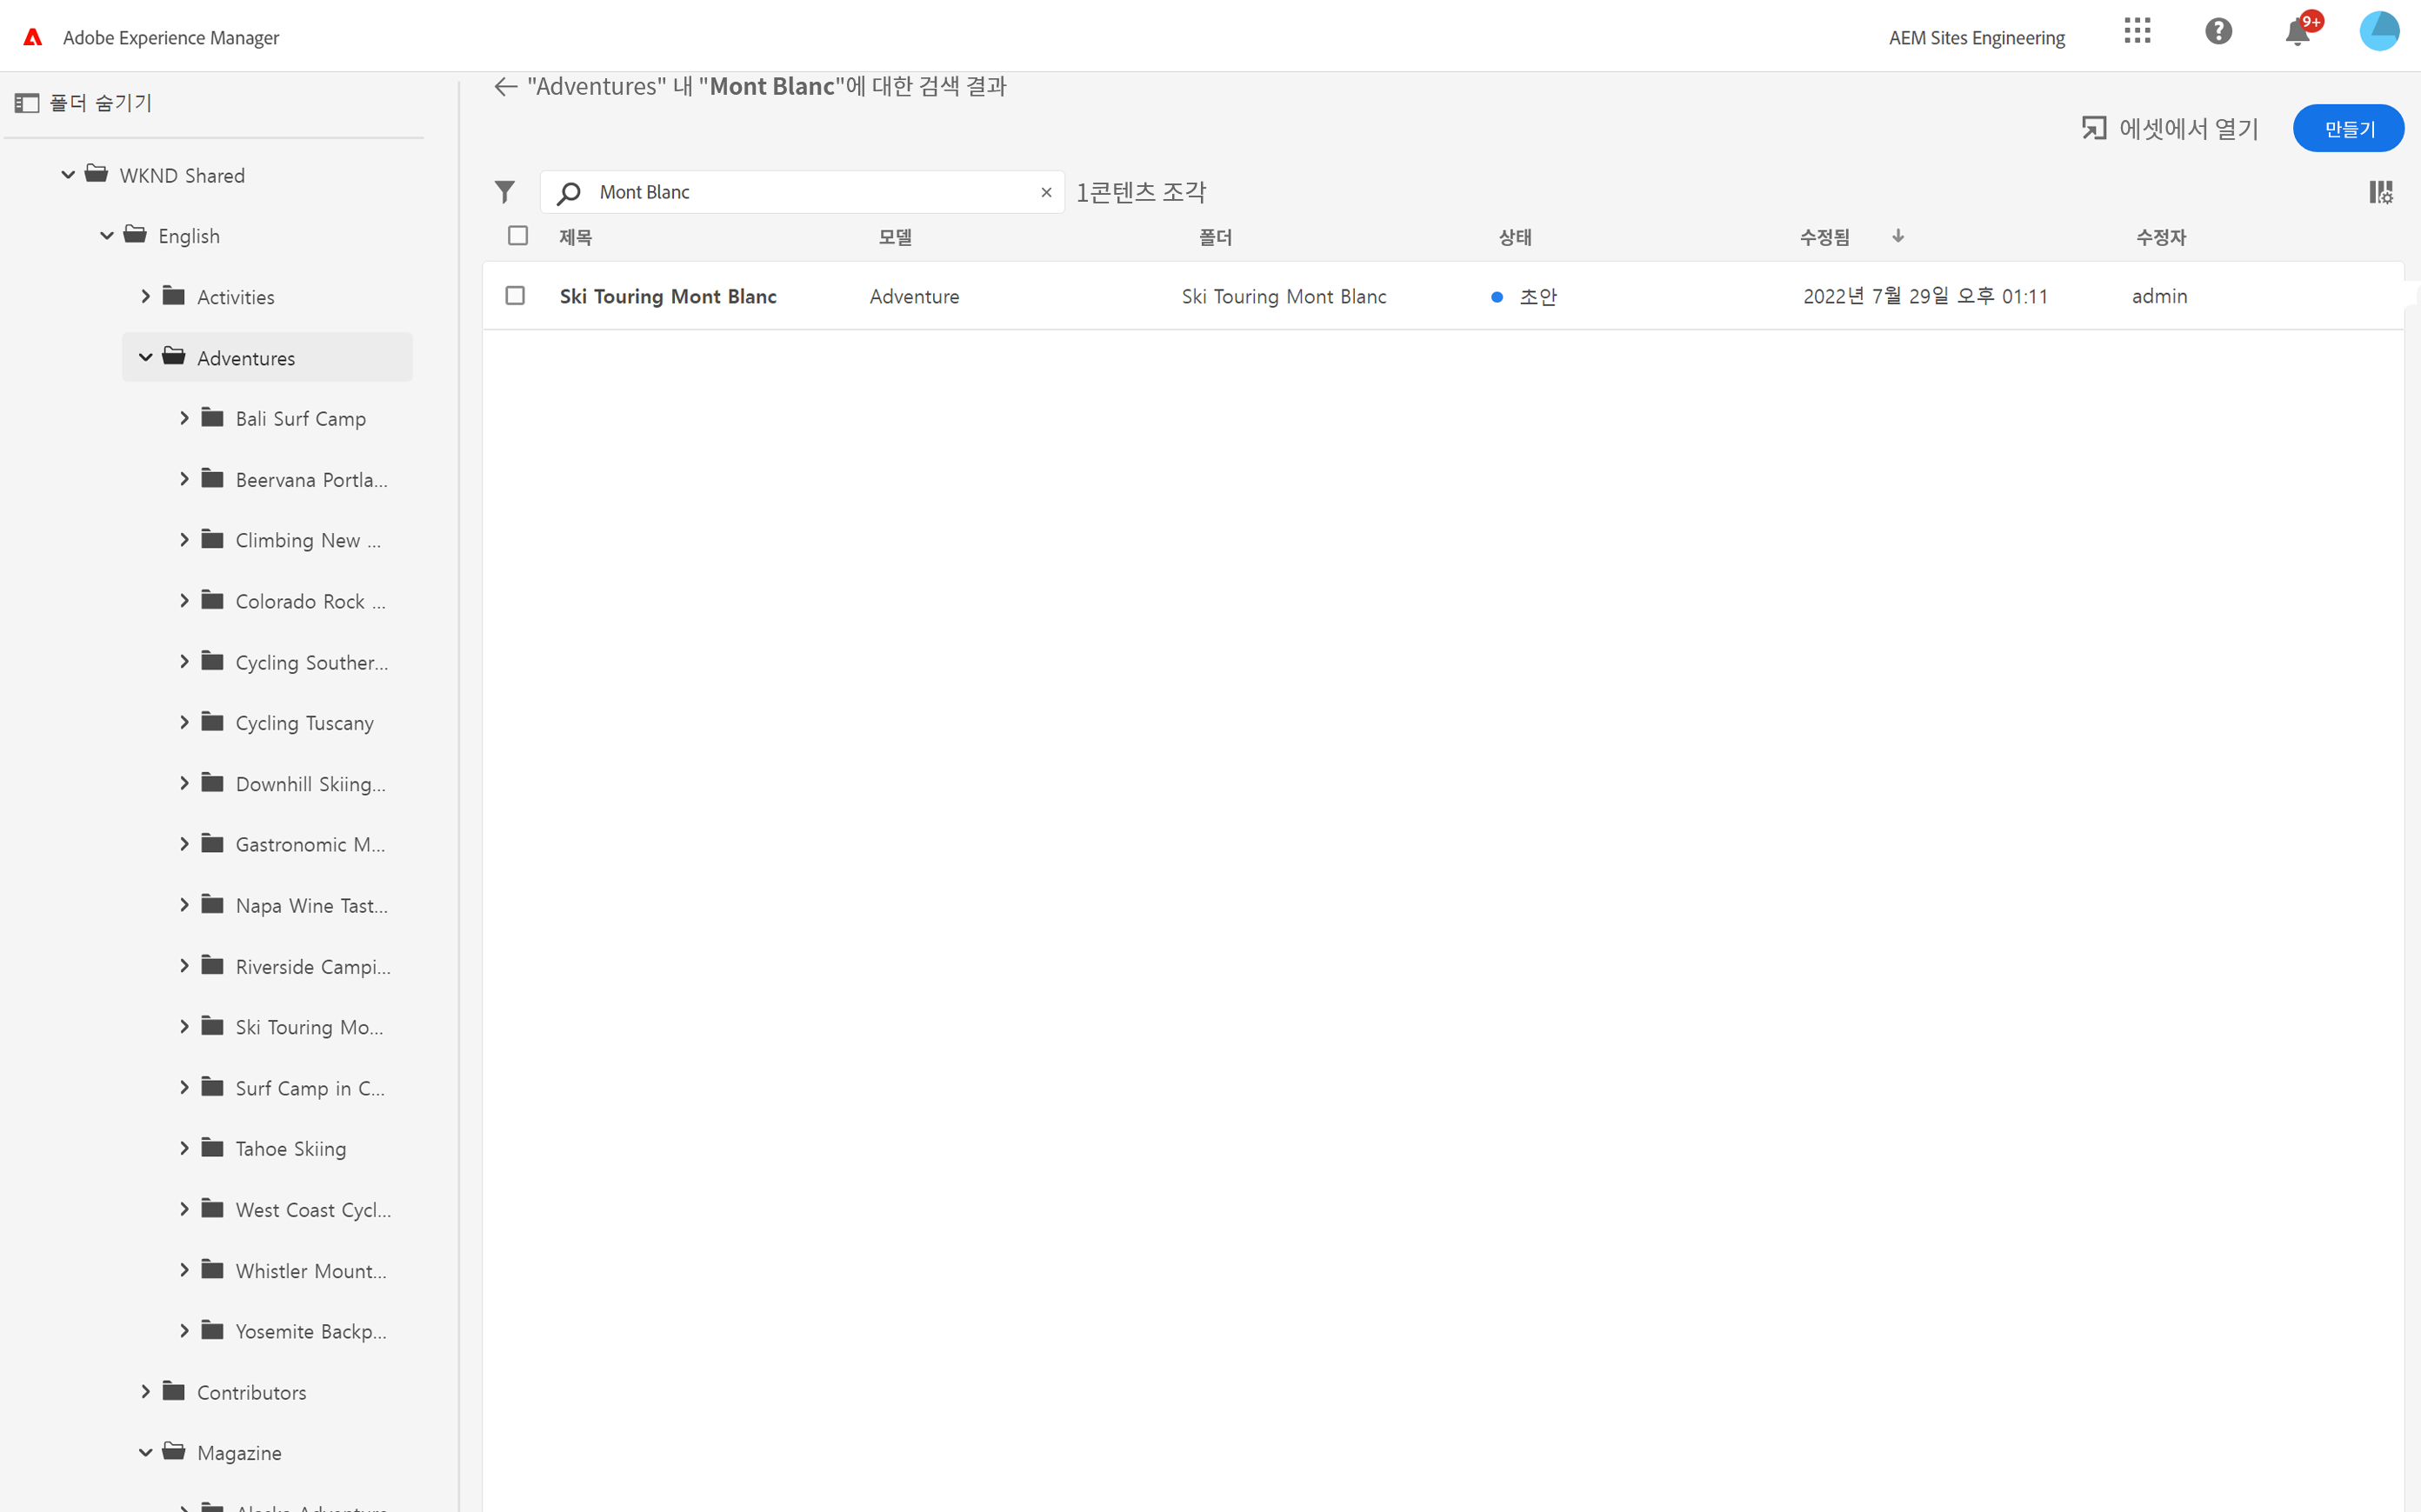 Adobe Experience Manager
AEM Sites Engineering
9+
폴더 숨기기
WKND Shared
English
Activities
Adventures
Bali Surf Camp
Beervana Portla...
Climbing New ...
Colorado Rock ...
Cycling Souther...
Cycling Tuscany
Downhill Skiing...
Gastronomic M...
Napa Wine Tast...
Riverside Campi...
Ski Touring Mo...
Surf Camp in C...
Tahoe Skiing
West Coast Cycl...
Whistler Mount...
Yosemite Backp...
Contributors
Magazine
Alaska Adventure
"Adventures" 내 "Mont Blanc"에 대한 검색 결과
에셋에서 열기
만들기
Mont Blanc
1콘텐츠 조각
제목 모델 폴더 상태 수정됨 수정자
Ski Touring Mont Blanc Adventure Ski Touring Mont Blanc 초안 2022년 7월 29일 오후 01:11 admin